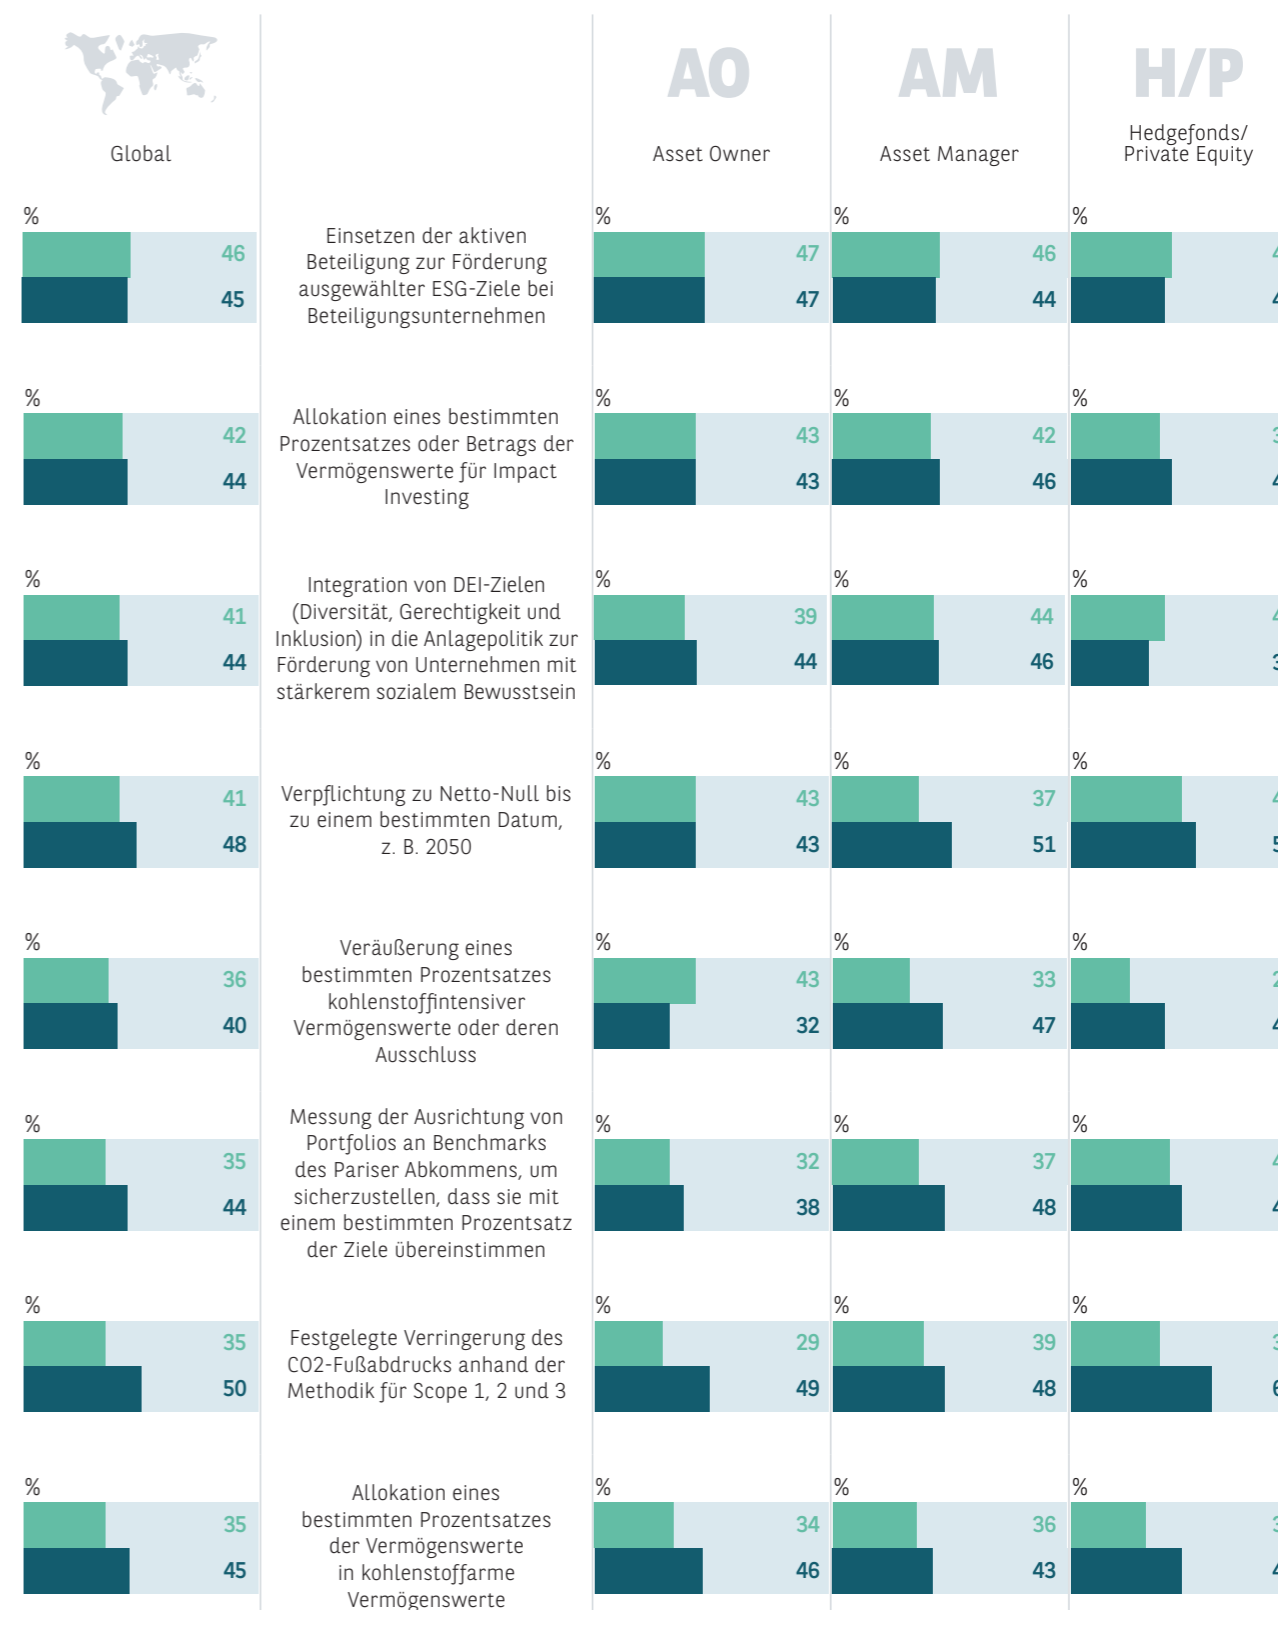 AO
AM
H/P
Global
Asset Owner
Asset Manager
Hedgefonds/
Private Equity
%
46
45
Einsetzen der aktiven
Beteiligung zur Förderung
ausgewählter ESG-Ziele bei
Beteiligungsunternehmen
%
47
47
%
46
44
%
%
42
44
Allokation eines bestimmten
Prozentsatzes oder Betrags der
Vermögenswerte für Impact
Investing
%
43
43
%
42
46
%
%
41
44
Integration von DEI-Zielen
(Diversität, Gerechtigkeit und
Inklusion) in die Anlagepolitik zur
Förderung von Unternehmen mit
stärkerem sozialem Bewusstsein
%
39
44
%
44
46
%
%
41
48
Verpflichtung zu Netto-Null bis
zu einem bestimmten Datum,
z. B. 2050
%
43
43
%
37
51
%
%
36
40
Veräußerung eines
bestimmten Prozentsatzes
kohlenstoffintensiver
Vermögenswerte oder deren
Ausschluss
%
43
32
%
33
47
%
%
35
44
Messung der Ausrichtung von
Portfolios an Benchmarks
des Pariser Abkommens, um
sicherzustellen, dass sie mit
einem bestimmten Prozentsatz
der Ziele übereinstimmen
%
32
38
%
37
48
%
%
35
50
Festgelegte Verringerung des
CO2-Fußabdrucks anhand der
Methodik für Scope 1, 2 und 3
%
29
49
%
39
48
%
%
35
45
Allokation eines
bestimmten Prozentsatzes
der Vermögenswerte
in kohlenstoffarme
Vermögenswerte
%
34
46
%
36
43
%